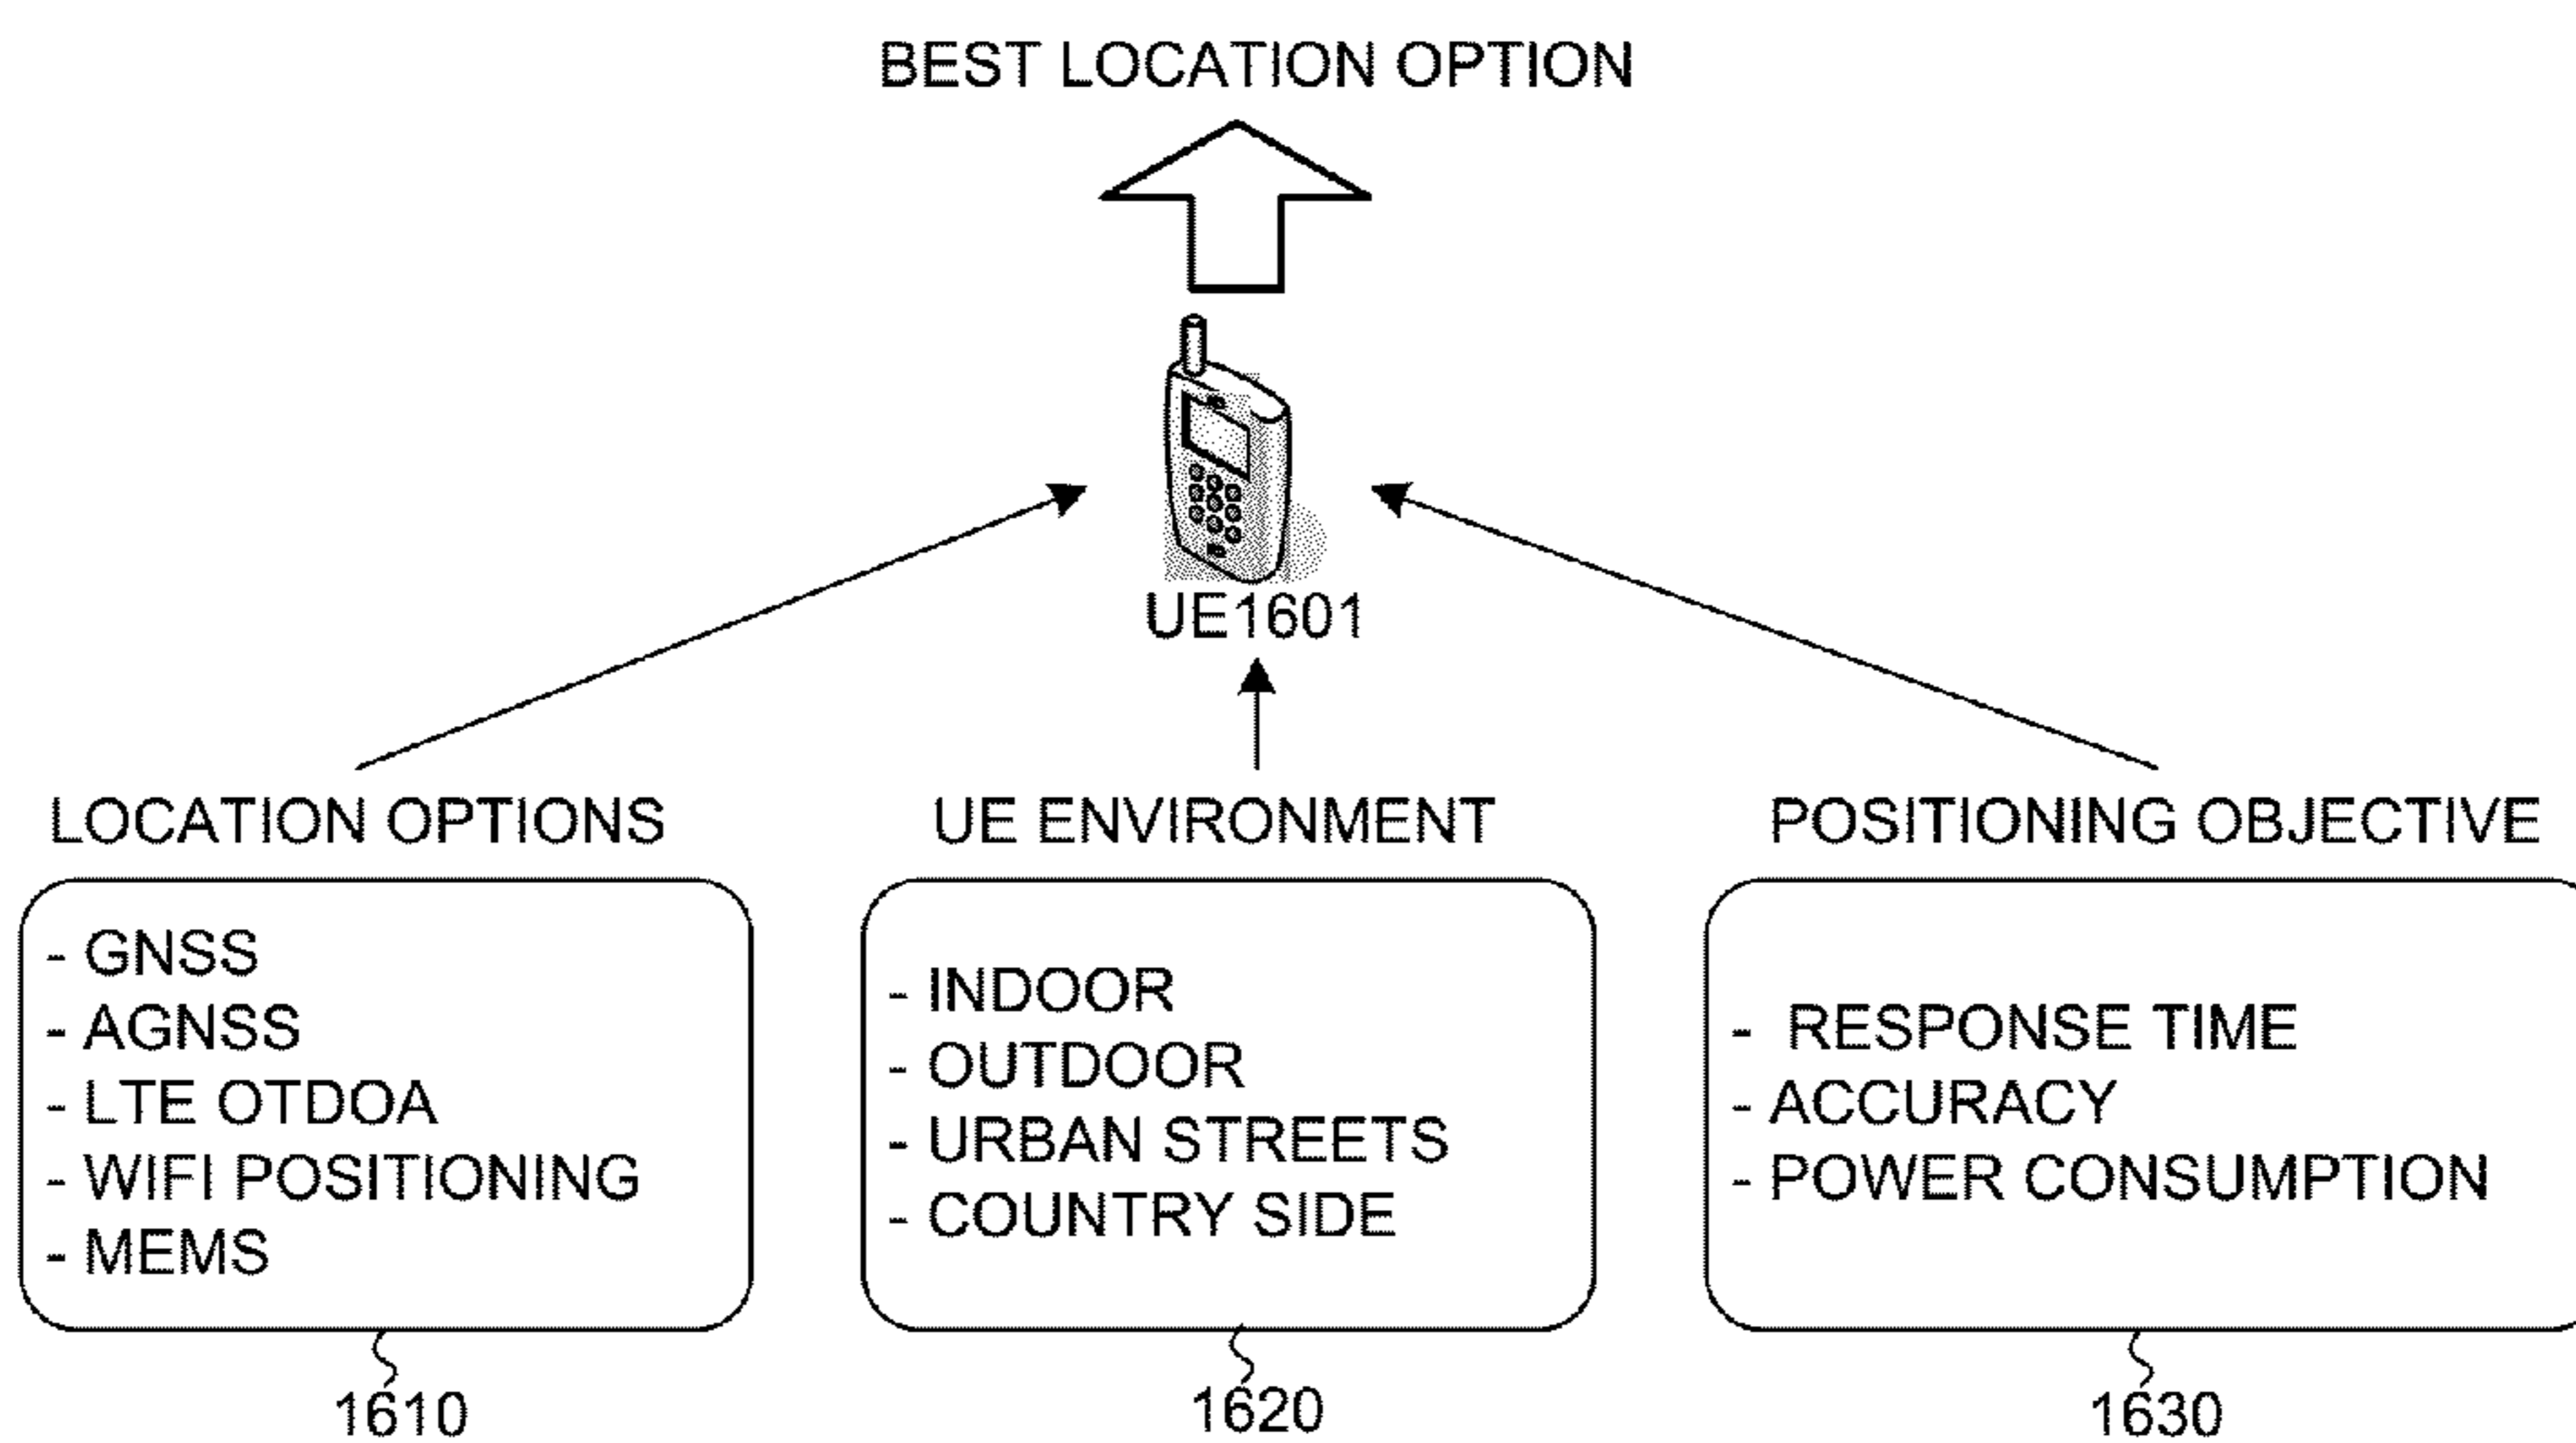 BEST LOCATION OPTION
UE1601
LOCATION OPTIONS
- GNSS
- AGNSS
- LTE OTDOA
- WIFI POSITIONING
- MEMS
1610
UE ENVIRONMENT
- INDOOR
- OUTDOOR
- URBAN STREETS
- COUNTRY SIDE
1620
POSITIONING OBJECTIVE
- RESPONSE TIME
- ACCURACY
- POWER CONSUMPTION
1630